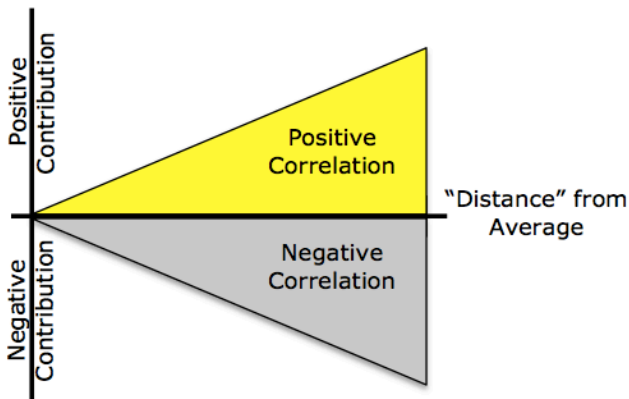 Positive
Contribution
Positive
Correlation
“Distance” from
Average
Negative
Correlation
Negative
Contribution